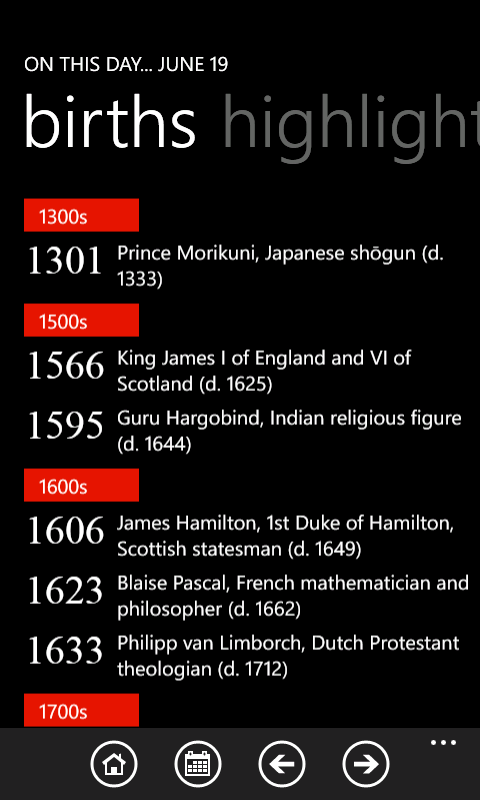 ON THIS DAY... JUNE 19
births highlight
1300s
1301 Prince Morikuni, Japanese shōgun (d.
1333)
1500s
1566 King James I of England and VI of
Scotland (d. 1625)
1595 Guru Hargobind, Indian religious figure
(d. 1644)
1600s
1606 James Hamilton, 1st Duke of Hamilton,
Scottish statesman (d. 1649)
1623 Blaise Pascal, French mathematician and
philosopher (d. 1662)
1633 Philipp van Limborch, Dutch Protestant
theologian (d. 1712)
1700s